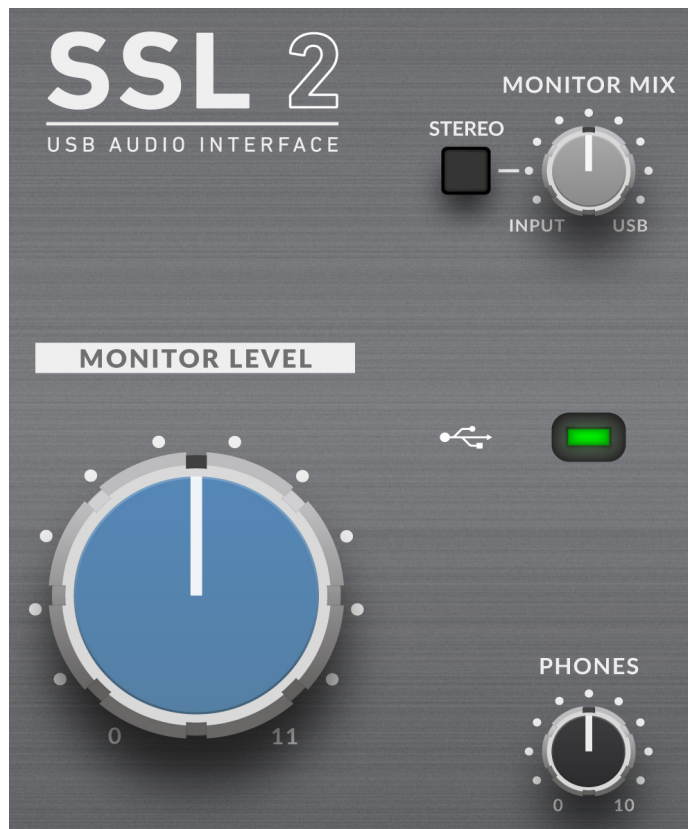 SSL 2
USB AUDIO INTERFACE
MONITOR MIX
STEREO
INPUT USB
MONITOR LEVEL
0 11
PHONES
0 10